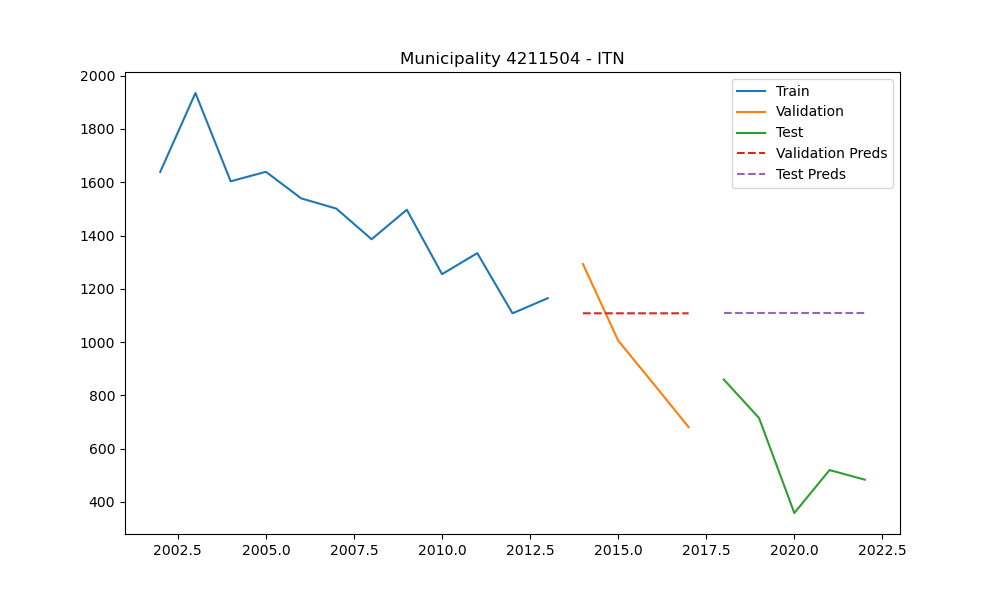 Municipality 4211504 - ITN
2000
1800
1600
1400
1200
1000
800
600
400
2002.5 2005.0 2007.5 2010.0 2012.5 2015.0 2017.5 2020.0 2022.5
Train
Validation
Test
Validation Preds
Test Preds